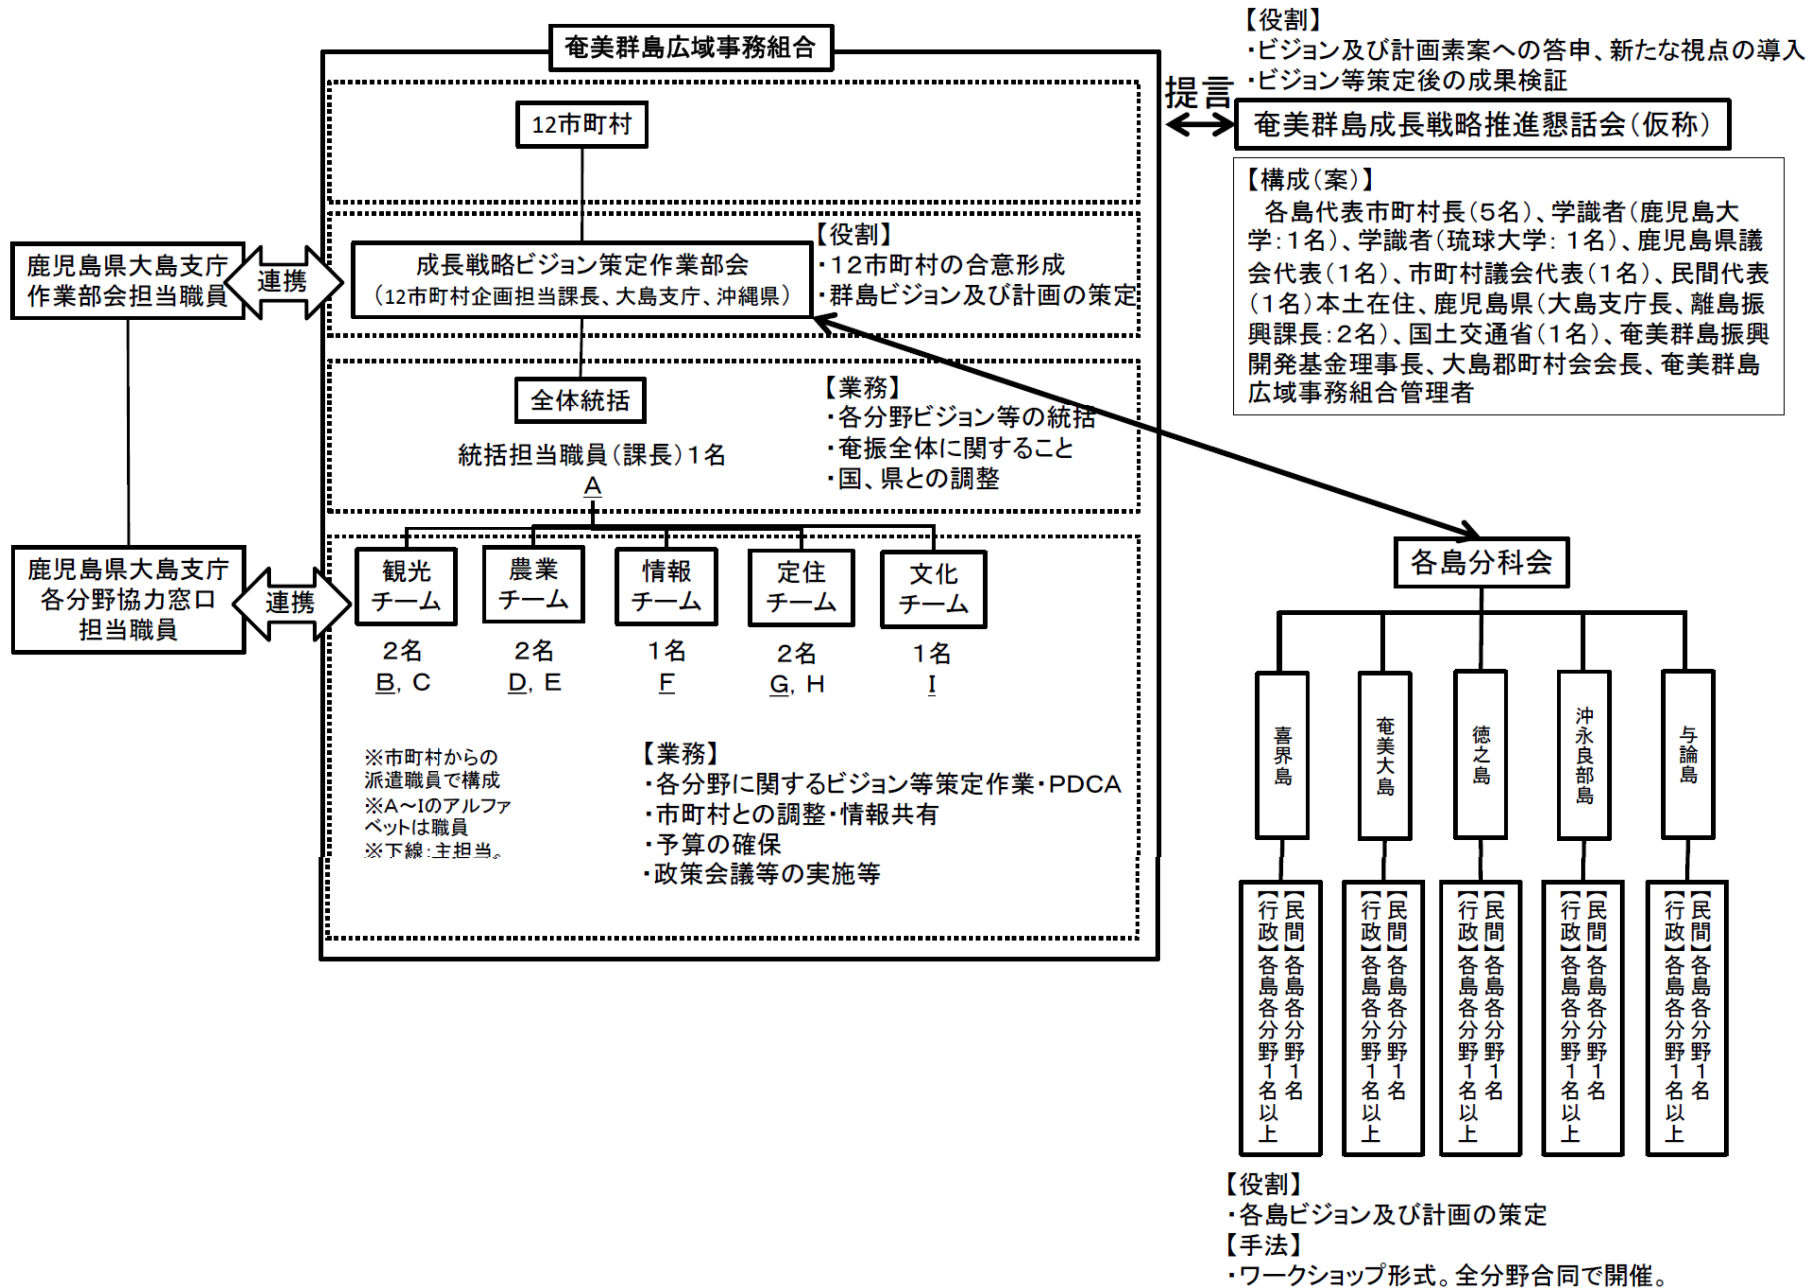 奄美群島広域事務組合
12市町村
成長戦略ビジョン策定作業部会
（12市町村企画担当課長、大島支庁、沖縄県）
【役割】
・12市町村の合意形成
・群島ビジョン及び計画の策定
鹿児島県大島支庁
作業部会担当職員
連携
全体統括
統括担当職員（課長）１名
A
【業務】
・各分野ビジョン等の統括
・奄振全体に関すること
・国、県との調整
鹿児島県大島支庁
各分野協力窓口
担当職員
連携
観光
チーム
農業
チーム
情報
チーム
定住
チーム
文化
チーム
２名
B, C
２名
D, E
１名
F
２名
G, H
１名
I
※市町村からの
派遣職員で構成
※A～Iのアルファ
ベットは職員
※下線:主担当。
【業務】
・各分野に関するビジョン等策定作業・PDCA
・市町村との調整・情報共有
・予算の確保
・政策会議等の実施等
【役割】
・ビジョン及び計画素案への答申、新たな視点の導入
・ビジョン等策定後の成果検証
提言
奄美群島成長戦略推進懇話会（仮称）
【構成（案）】
各島代表市町村長（５名）、学識者（鹿児島大
学：１名）、学識者（琉球大学：１名）、鹿児島県議
会代表（１名）、市町村議会代表（１名）、民間代表
（１名）本土在住、鹿児島県（大島支庁長、離島振
興課長：２名）、国土交通省（１名）、奄美群島振興
開発基金理事長、大島郡町村会会長、奄美群島
広域事務組合管理者
各島分科会
喜界島
奄美大島
徳之島
沖永良部島
与論島
【民間】各島各分野１名
【行政】各島各分野１名以上
【民間】各島各分野１名
【行政】各島各分野１名以上
【民間】各島各分野１名
【行政】各島各分野１名以上
【民間】各島各分野１名
【行政】各島各分野１名以上
【民間】各島各分野１名
【行政】各島各分野１名以上
【役割】
・各島ビジョン及び計画の策定
【手法】
・ワークショップ形式。全分野合同で開催。